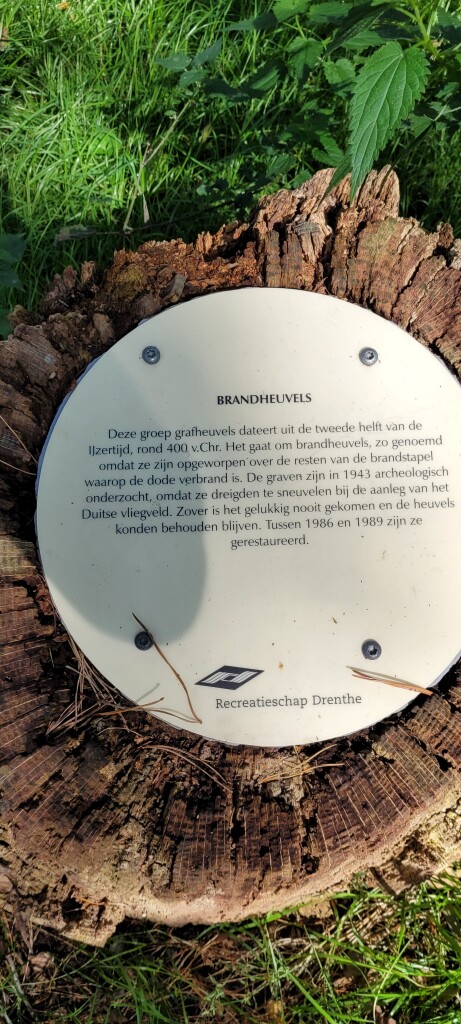 BRANDHEUVELS
Deze groep grafheuvels dateert uit de tweede helft van de
IJzertijd, rond 400 v.Chr. Het gaat om brandheuvels, zo genoemd
omdat ze zijn opgeworpen over de resten van de brandstapel
waarop de dode verbrand is. De graven zijn in 1943 archeologisch
onderzocht, omdat ze dreigden te sneuvelen bij de aanleg van het
Duitse vliegveld. Zover is het gelukkig nooit gekomen en de heuvels
konden behouden blijven. Tussen 1986 en 1989 zijn ze
gerestaureerd.
Recreatieschap Drenthe